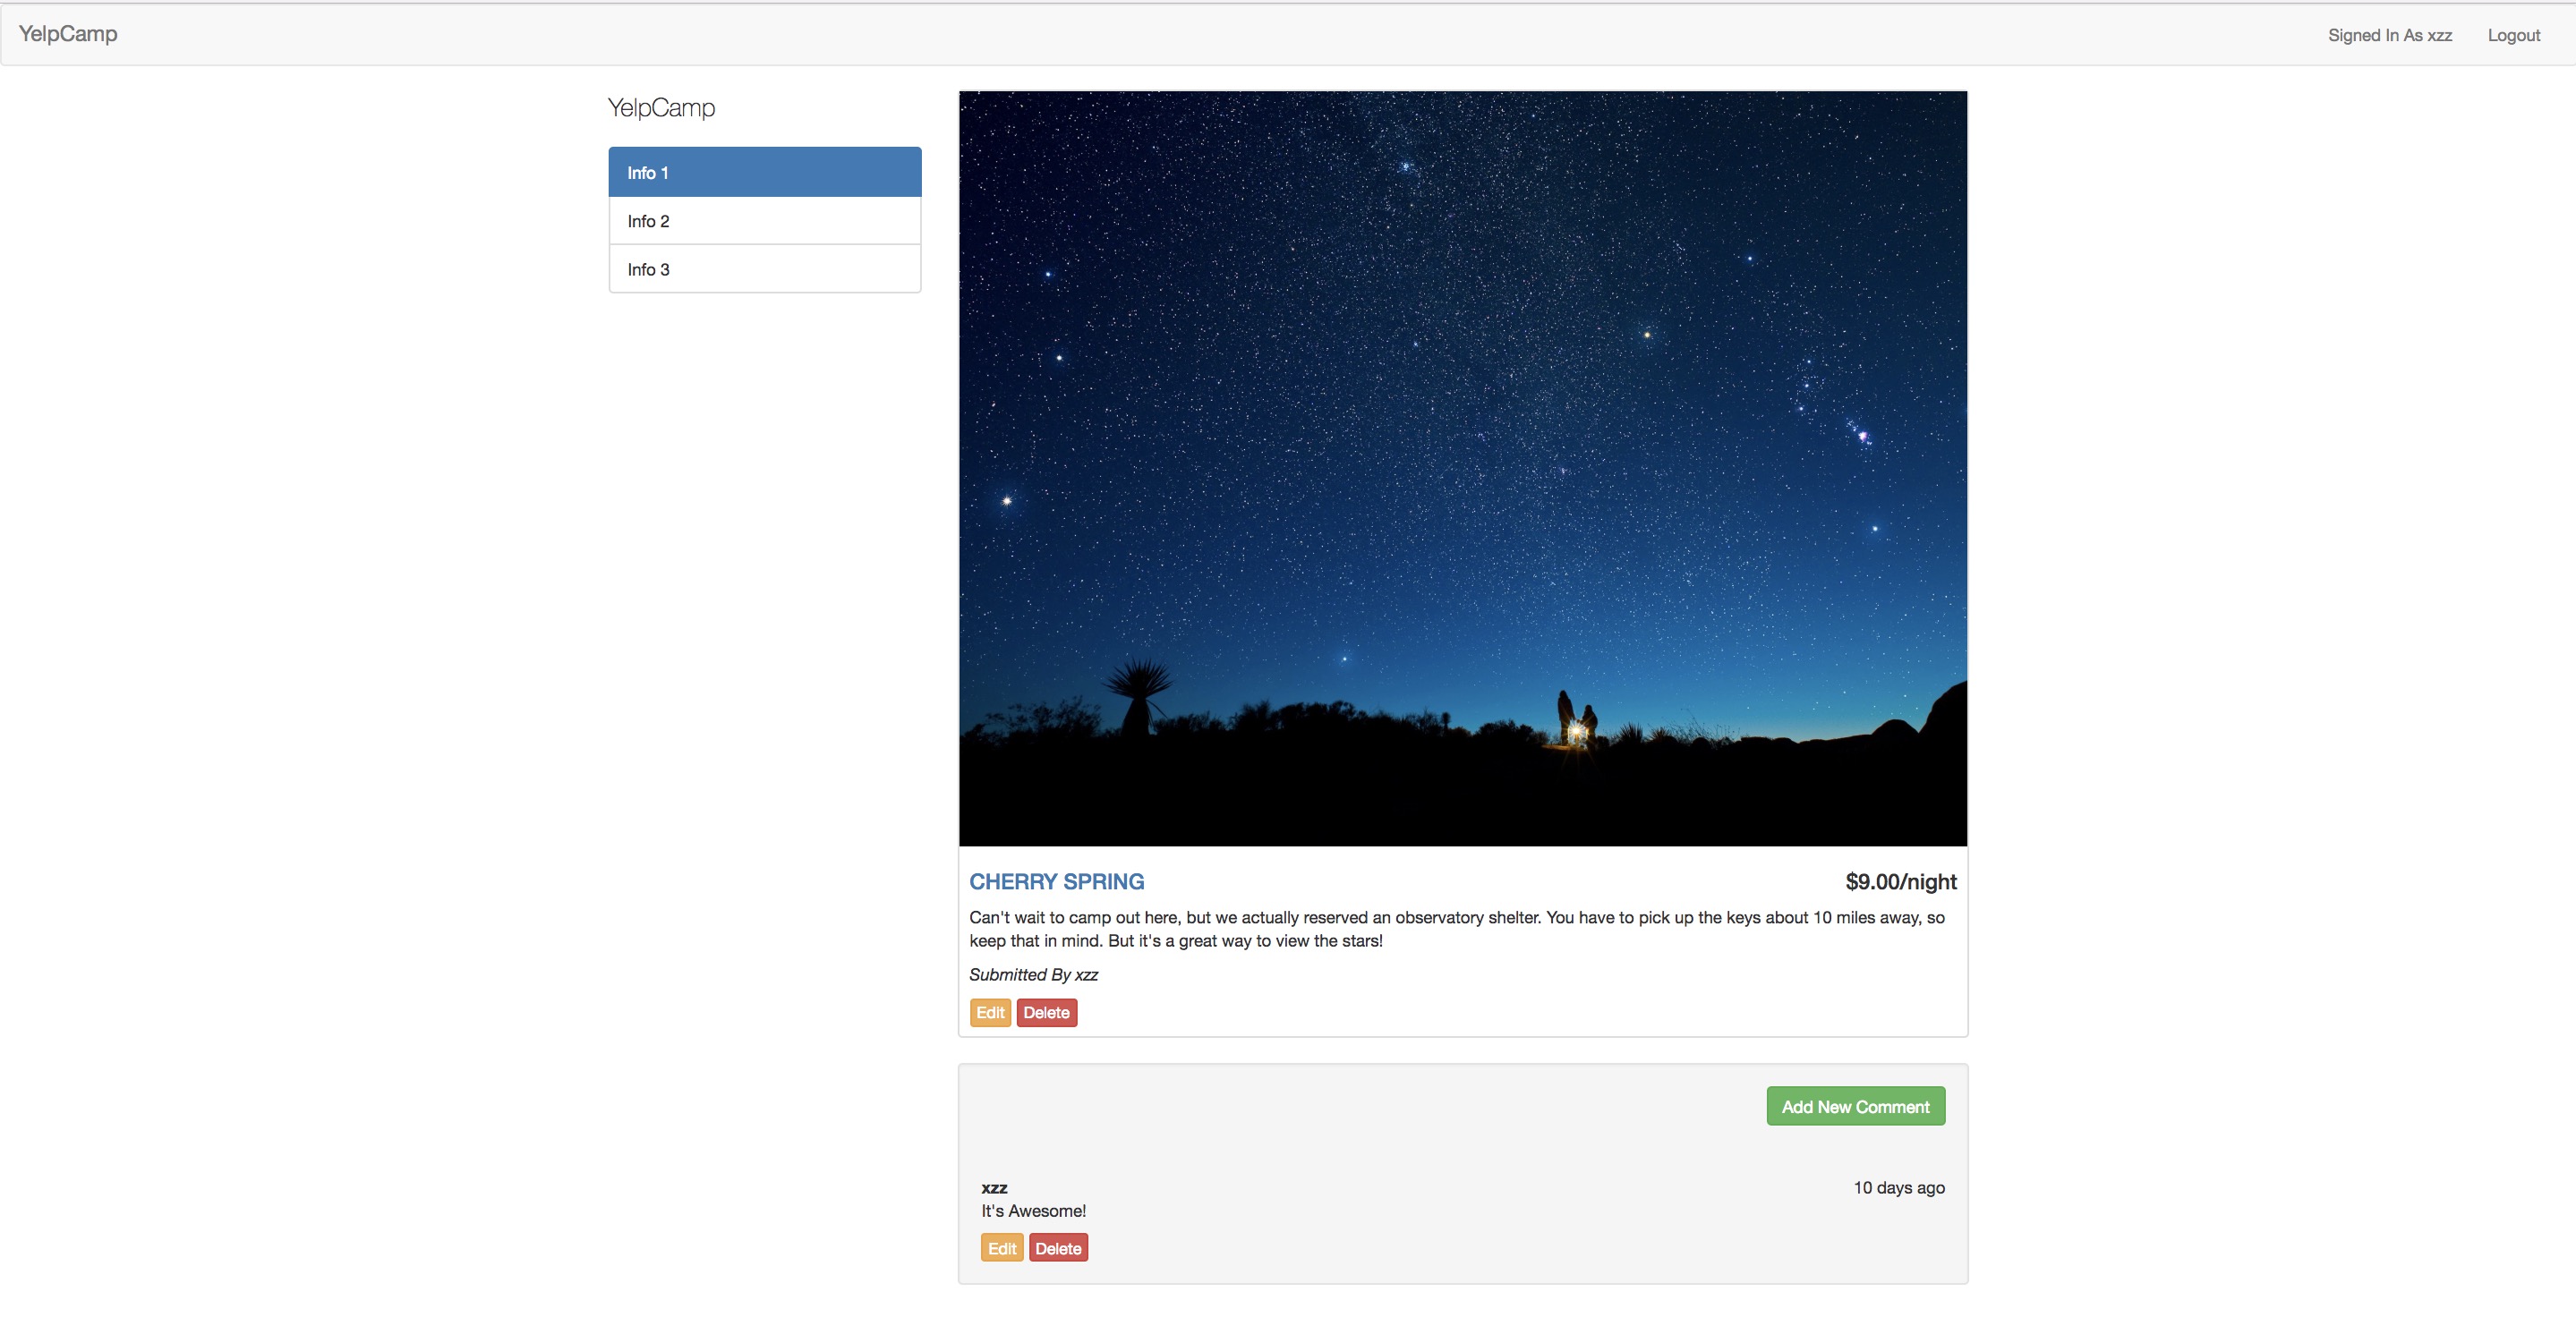 YelpCamp
Signed In As xzz
Logout
YelpCamp
Info 1
Info 2
Info 3
CHERRY SPRING
$9.00/night
Can't wait to camp out here, but we actually reserved an observatory shelter. You have to pick up the keys about 10 miles away, so
keep that in mind. But it's a great way to view the stars!
Submitted By xzz
Edit Delete
Add New Comment
xzz
10 days ago
It's Awesome!
Edit Delete